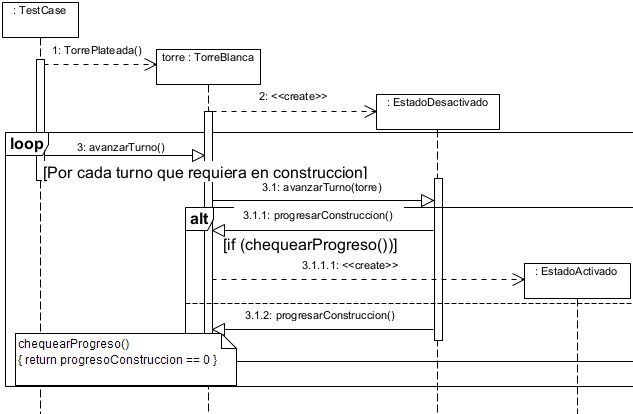 : TestCase
1: TorrePlateada()
torre : TorreBlanca
2: <<create>>
: EstadoDesactivado
loop
3: avanzarTurno()
[Por cada turno que requiera en construccion]
3.1: avanzarTurno(torre)
alt
3.1.1: progresarConstruccion()
[if (chequearProgreso())]
3.1.1.1: <<create>>
: EstadoActivado
3.1.2: progresarConstruccion()
chequearProgreso()
{ return progresoConstruccion == 0 }